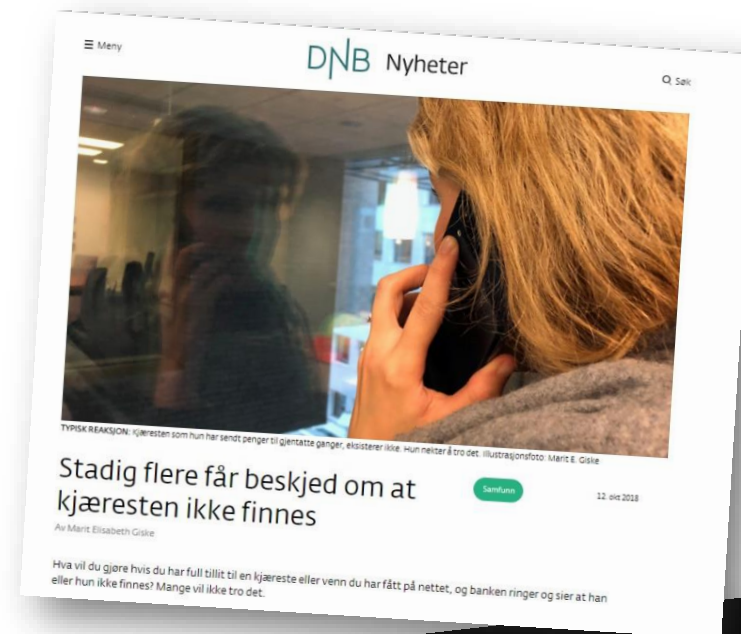 Meny
DNB Nyheter
Søk
TYPISK REAKSJON: Kjæresten som hun har sendt penger til gjentatte ganger, eksisterer ikke. Hun nekter å tro det. Illustrasjonsfoto: Marit E. Giske
Stadig flere får beskjed om at
kjæresten ikke finnes
Samfunn
12. okt 2018
Av Marit Elisabeth Giske
Hva vil du gjøre hvis du har full tillit til en kjæreste eller venn du har fått på nettet, og banken ringer og sier at han
eller hun ikke finnes? Mange vil ikke tro det.